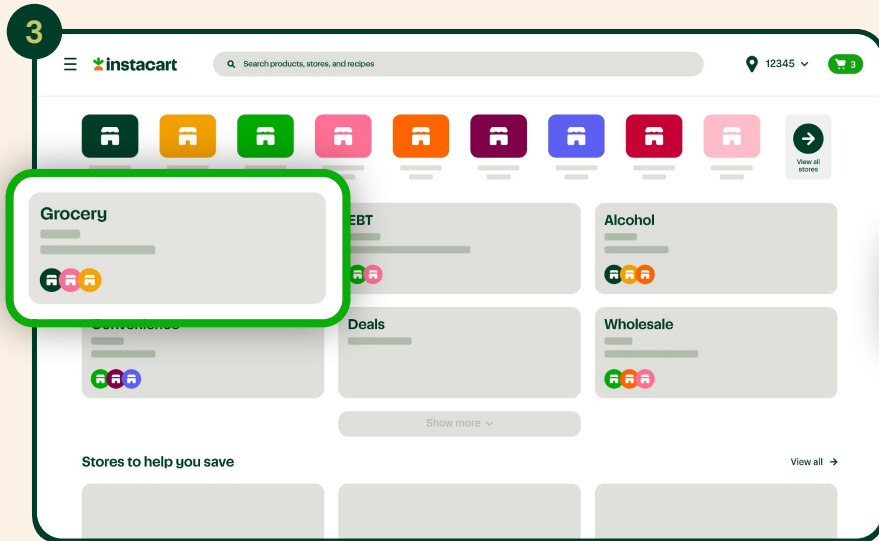 3
instacart
Search products, stores, and recipes
12345
3
View all
stores
Grocery
EBT
Alcohol
Convenience
Deals
Wholesale
Show more
Stores to help you save
View all